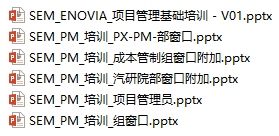 SEM_ENOVIA_项目管理基础培训 - V01.pptx
SEM_PM_培训_PX-PM-部窗口.pptx
SEM_PM_培训_成本管制组窗口附加.pptx
SEM_PM_培训_汽研院部窗口附加.pptx
SEM_PM_培训_项目管理员.pptx
SEM_PM_培训_组窗口.pptx